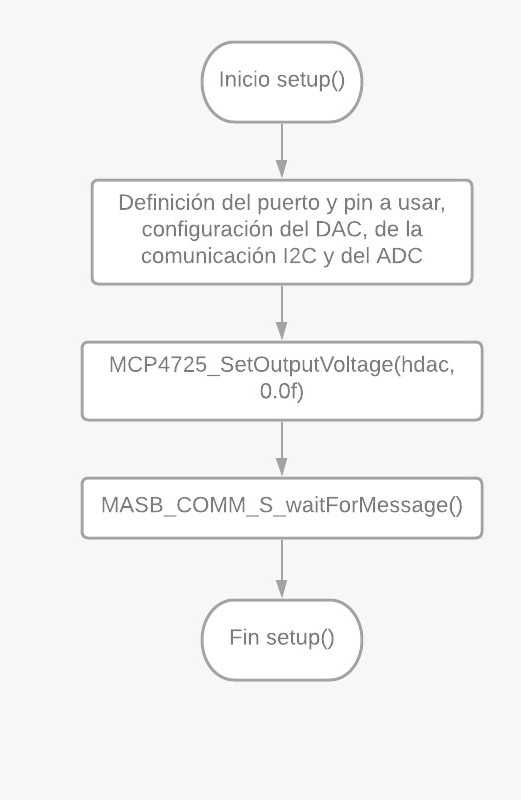 Inicio setup()
Definición del puerto y pin a usar,
configuración del DAC, de la
comunicación I2C y del ADC
MCP4725_SetOutputVoltage(hdac,
0.0f)
MASB_COMM_S_waitForMessage()
Fin setup()